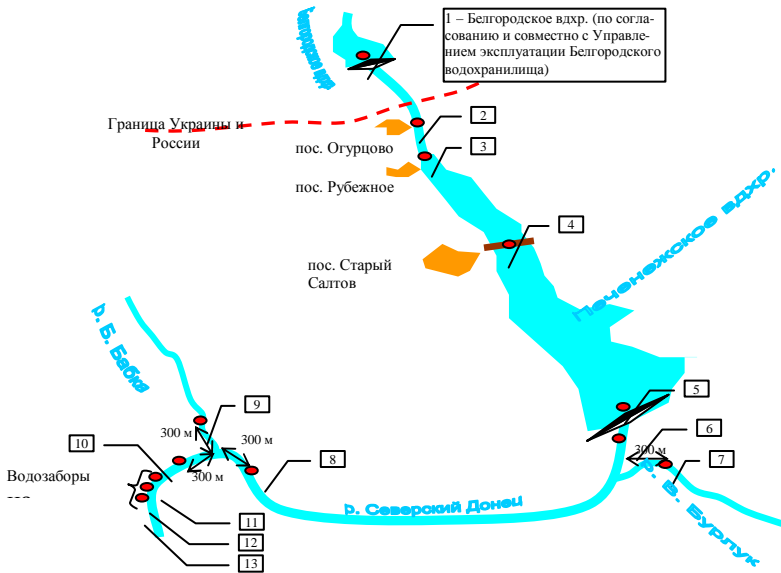 1 – Белгородское вдхр. (по согла-
сованию и совместно с Управле-
нием эксплуатации Белгородского
водохранилища)
Граница Украины и
России
2
пос. Огурцово
3
пос. Рубежное
4
пос. Старый
Салтов
Печенежское вдхр.
р. Б. Бабка
5
9
6
300 м
300 м
10
300 м
300 м
8
7
Водозаборы
р. В. Бурлук
р. Северский Донец
11
12
13